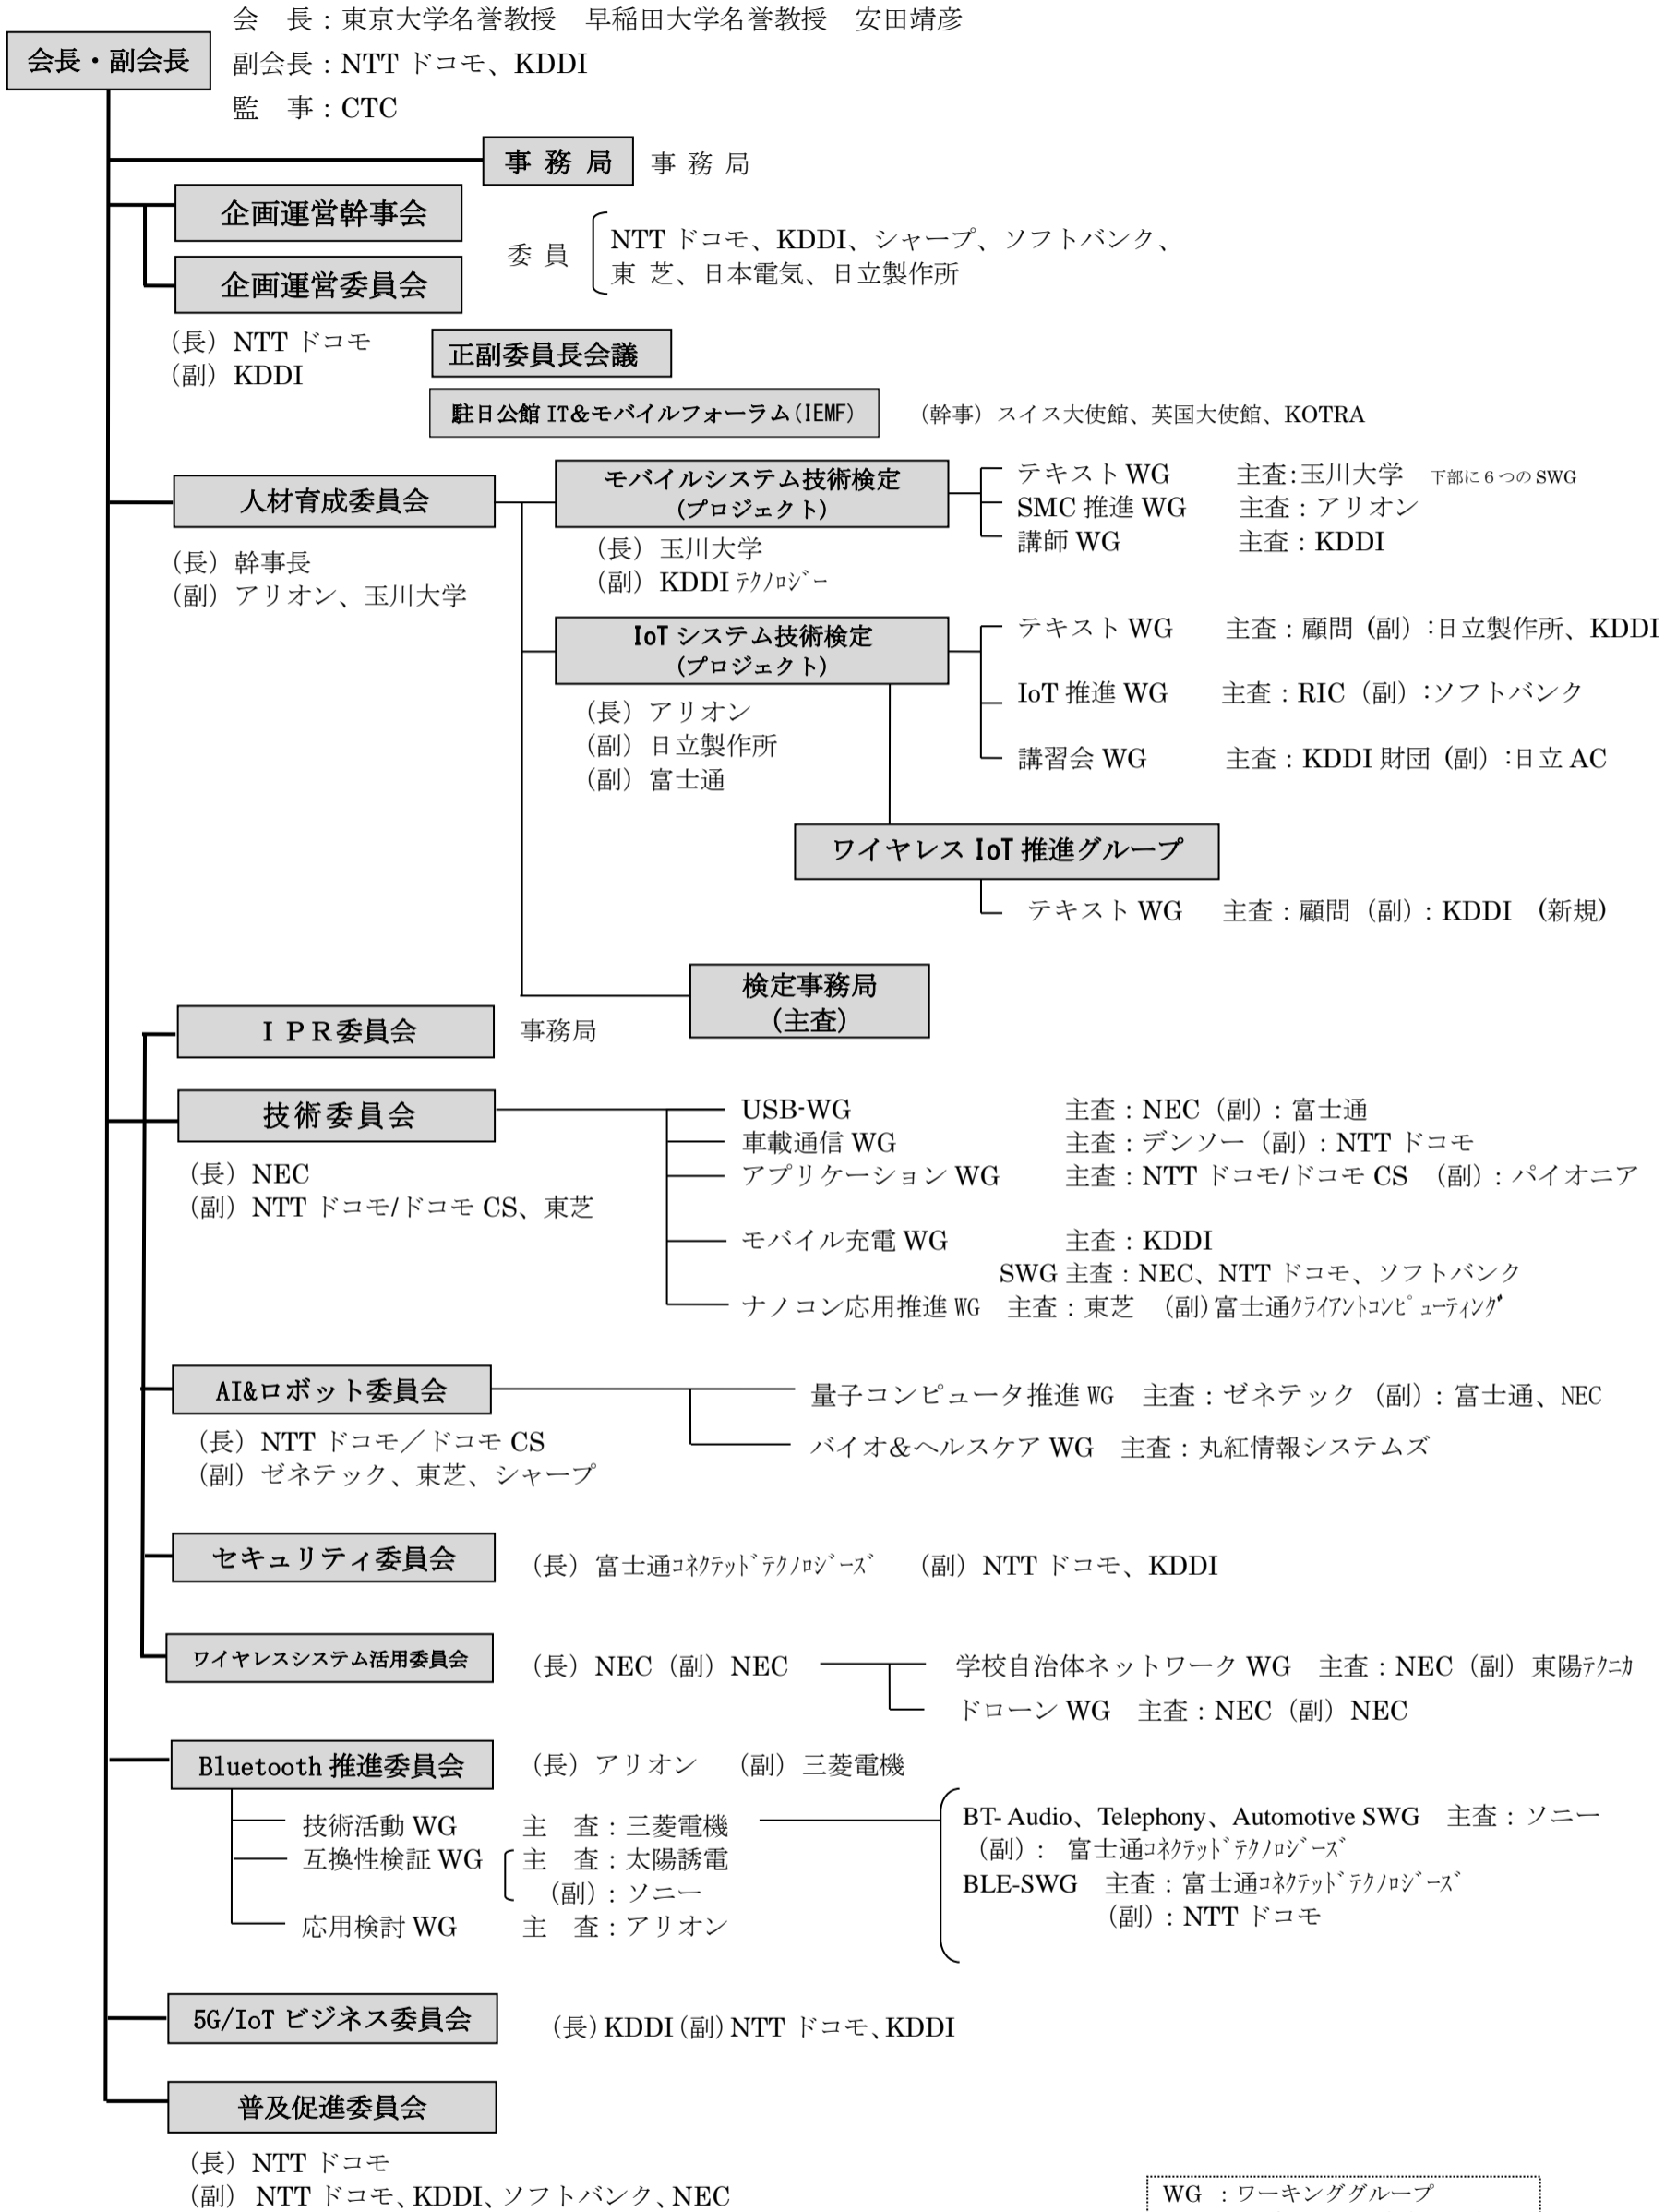 会　長：東京大学名誉教授　早稲田大学名誉教授　安田靖彦
会長・副会長
副会長：NTT ドコモ、KDDI
監　事：CTC
事 務 局　事 務 局
企画運営幹事会
委 員　NTT ドコモ、KDDI、シャープ、ソフトバンク、
東 芝、日本電気、日立製作所
企画運営委員会
（長）NTT ドコモ
（副）KDDI
正副委員長会議
駐日公館 IT&モバイルフォーラム(IEMF)　（幹事）スイス大使館、英国大使館、KOTRA
人材育成委員会
（長）幹事長
（副）アリオン、玉川大学
モバイルシステム技術検定
（プロジェクト）
（長）玉川大学
（副）KDDI ﾃｸﾉﾛｼﾞｰ
テキスト WG　主査：玉川大学　下部に６つの SWG
SMC 推進 WG　主査：アリオン
講師 WG　主査：KDDI
IoT システム技術検定
（プロジェクト）
（長）アリオン
（副）日立製作所
（副）富士通
テキスト WG　主査：顧問（副）：日立製作所、KDDI
IoT 推進 WG　主査：RIC（副）：ソフトバンク
講習会 WG　主査：KDDI 財団（副）：日立 AC
ワイヤレス IoT 推進グループ
テキスト WG　主査：顧問（副）：KDDI　(新規)
検定事務局
（主査）
ＩＰＲ委員会　事務局
技術委員会
（長）NEC
（副）NTT ドコモ/ドコモ CS、東芝
USB-WG　主査：NEC（副）：富士通
車載通信 WG　主査：デンソー（副）：NTT ドコモ
アプリケーション WG　主査：NTT ドコモ/ドコモ CS　（副）：パイオニア
モバイル充電 WG　主査：KDDI
SWG 主査：NEC、NTT ドコモ、ソフトバンク
ナノコン応用推進 WG　主査：東芝　（副）富士通ｸﾗｲｱﾝﾄｺﾝﾋﾟｭｰﾃｨﾝｸﾞ
AI&ロボット委員会
（長）NTT ドコモ／ドコモ CS
（副）ゼネテック、東芝、シャープ
量子コンピュータ推進 WG　主査：ゼネテック（副）：富士通、NEC
バイオ&ヘルスケア WG　主査：丸紅情報システムズ
セキュリティ委員会　（長）富士通ｺﾈｸﾃｯﾄﾞﾃｸﾉﾛｼﾞｰｽﾞ　（副）NTT ドコモ、KDDI
ワイヤレスシステム活用委員会　（長）NEC（副）NEC
学校自治体ネットワーク WG　主査：NEC（副）東陽ﾃｸﾆｶ
ドローン WG　主査：NEC（副）NEC
Bluetooth 推進委員会　（長）アリオン　（副）三菱電機
技術活動 WG　主　査：三菱電機
互換性検証 WG　主　査：太陽誘電
（副）：ソニー
応用検討 WG　主　査：アリオン
BT- Audio、Telephony、Automotive SWG　主査：ソニー
（副）： 富士通ｺﾈｸﾃｯﾄﾞﾃｸﾉﾛｼﾞｰｽﾞ
BLE-SWG　主査：富士通ｺﾈｸﾃｯﾄﾞﾃｸﾉﾛｼﾞｰｽﾞ
（副）：NTT ドコモ
5G/IoT ビジネス委員会　（長）KDDI（副）NTT ドコモ、KDDI
普及促進委員会
（長）NTT ドコモ
（副）NTT ドコモ、KDDI、ソフトバンク、NEC
WG ：ワーキンググループ